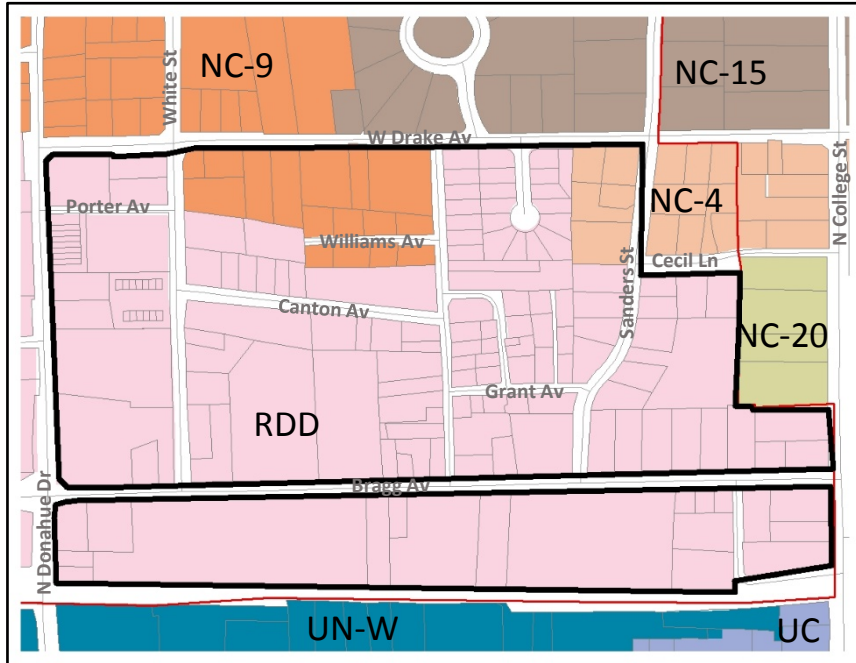 NC-9
NC-15
White St
W Drake Av
N College St
Porter Av
NC-4
Williams Av
Cecil Ln
Canton Av
Sanders St
NC-20
Grant Av
RDD
Bragg Av
N Donahue Dr
UN-W
UC